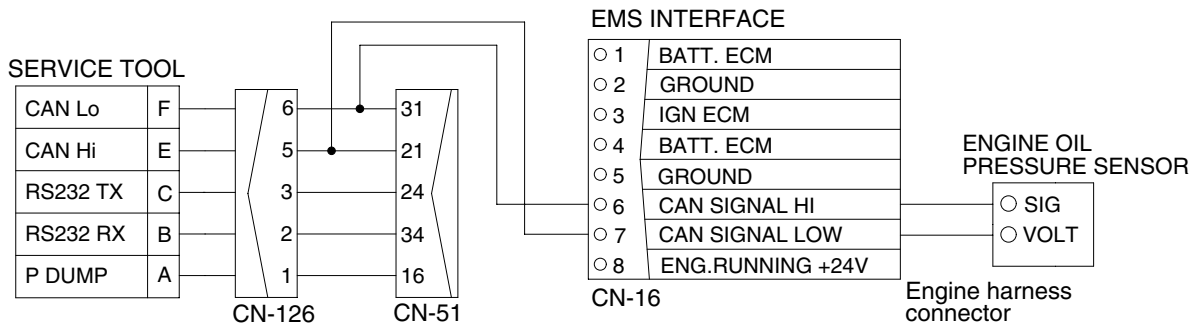 EMS INTERFACE
1 BATT. ECM
2 GROUND
3 IGN ECM
4 BATT. ECM
5 GROUND
6 CAN SIGNAL HI
7 CAN SIGNAL LOW
8 ENG.RUNNING +24V
CN-16
SERVICE TOOL
CAN Lo F
CAN Hi E
RS232 TX C
RS232 RX B
P DUMP A
6
5
3
2
1
CN-126
31
21
24
34
16
CN-51
ENGINE OIL
PRESSURE SENSOR
SIG
VOLT
Engine harness
connector